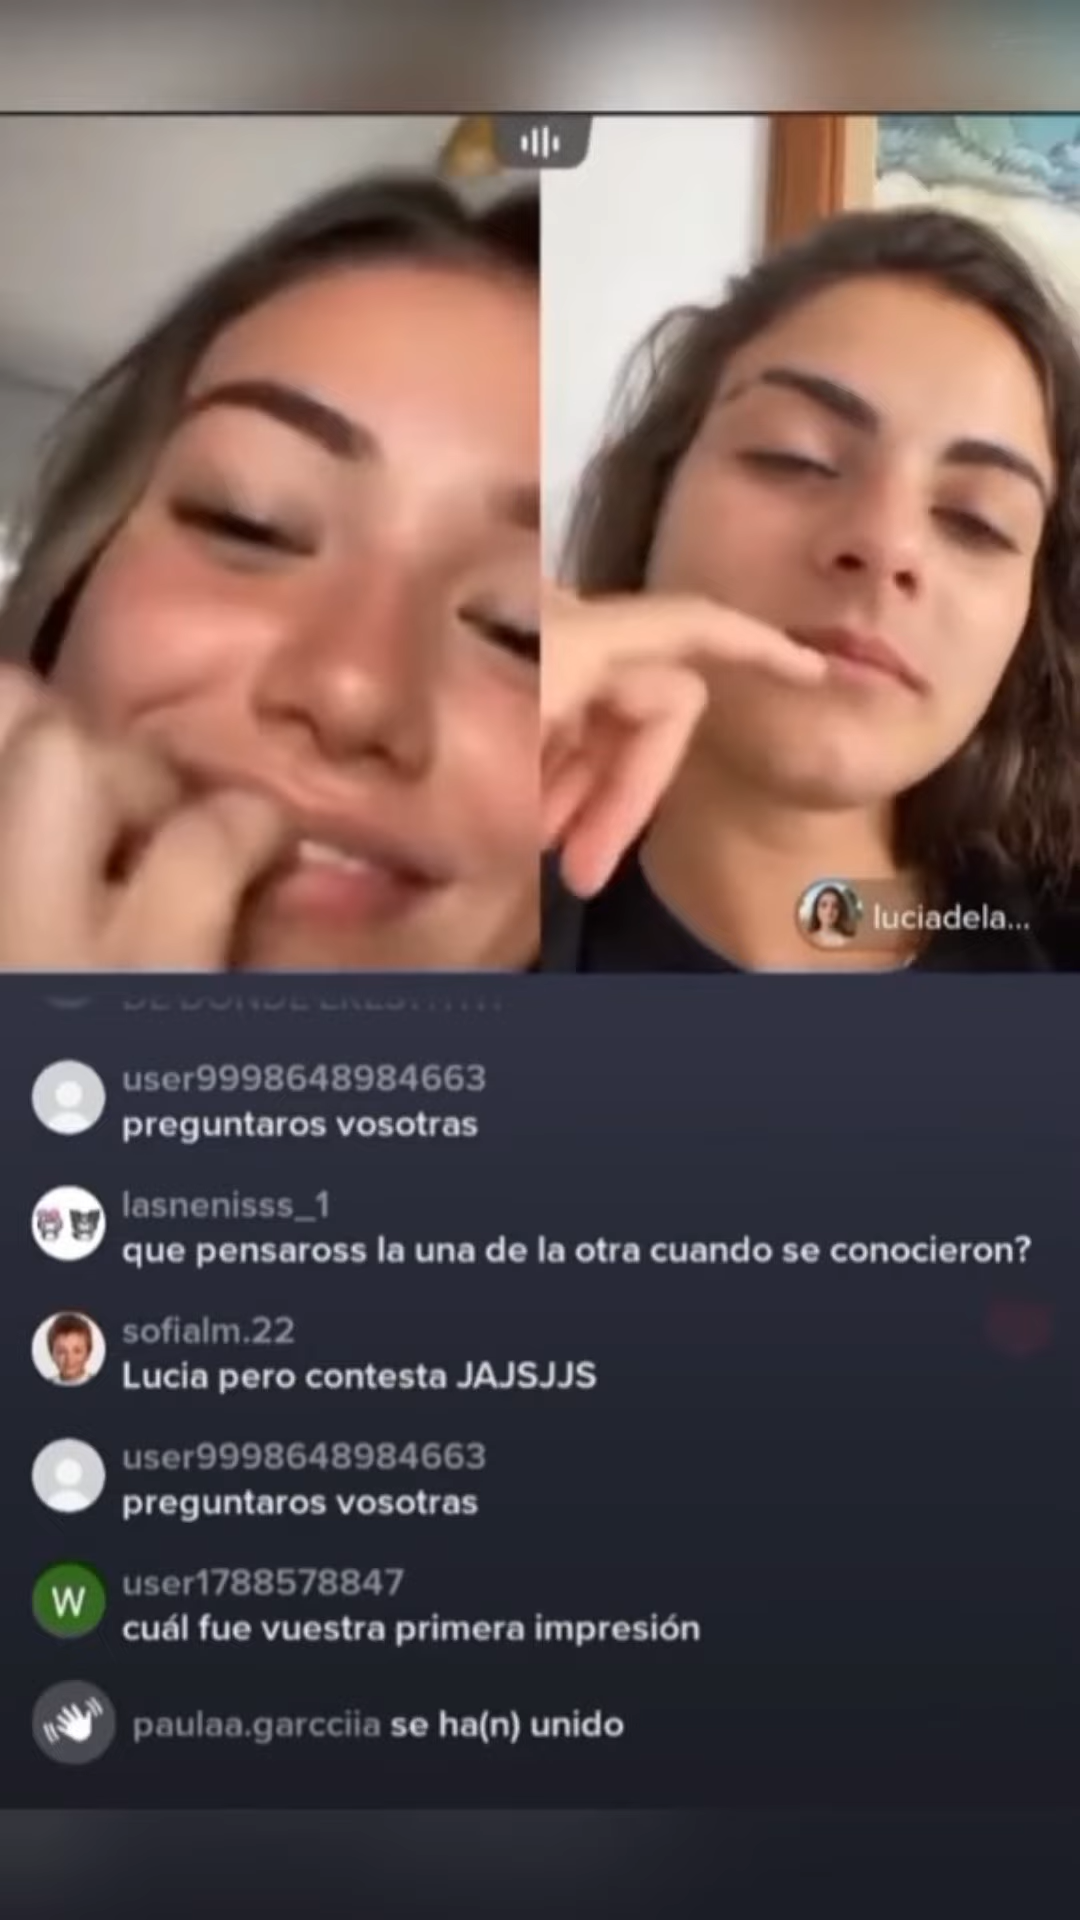 luciadela...
user9998648984663
preguntaros vosotras
lasnenisss_1
que pensaross la una de la otra cuando se conocieron?
sofialm.22
Lucia pero contesta JAJSJJS
user9998648984663
preguntaros vosotras
W
user1788578847
cuál fue vuestra primera impresión
paulaa.garcciia se ha(n) unido